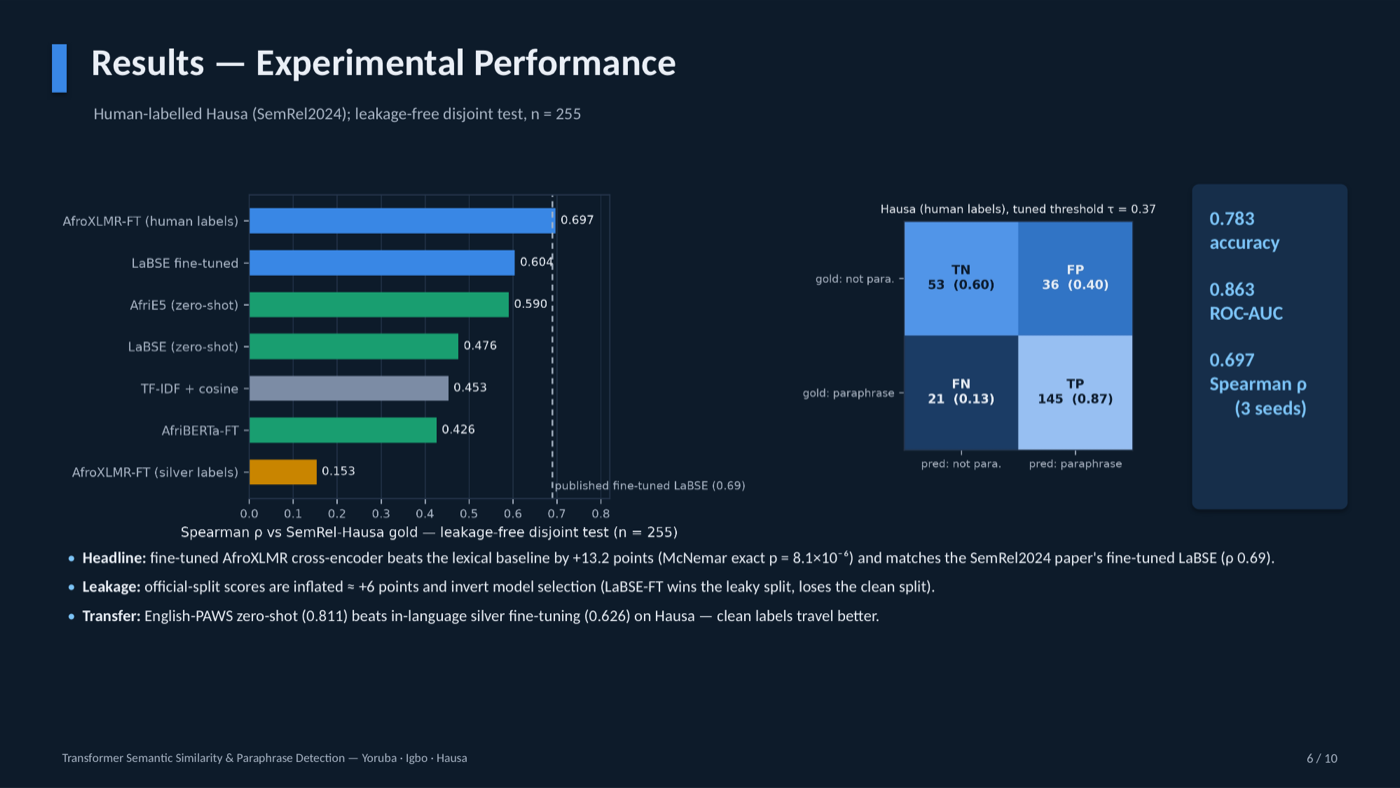 Results — Experimental Performance
Human-labelled Hausa (SemRel2024); leakage-free disjoint test, n = 255
AfroXLMR-FT (human labels)
0.697
LaBSE fine-tuned
0.604
AfriE5 (zero-shot)
0.590
LaBSE (zero-shot)
0.476
TF-IDF + cosine
0.453
AfriBERTa-FT
0.426
AfroXLMR-FT (silver labels)
0.153
published fine-tuned LaBSE (0.69)
0.0 0.1 0.2 0.3 0.4 0.5 0.6 0.7 0.8
Spearman ρ vs SemRel-Hausa gold — leakage-free disjoint test (n = 255)
Hausa (human labels), tuned threshold τ = 0.37
gold: not para.
TN
53 (0.60)
FP
36 (0.40)
gold: paraphrase
FN
21 (0.13)
TP
145 (0.87)
pred: not para.
pred: paraphrase
0.783
accuracy
0.863
ROC-AUC
0.697
Spearman ρ
(3 seeds)
• Headline: fine-tuned AfroXLMR cross-encoder beats the lexical baseline by +13.2 points (McNemar exact p = 8.1×10⁻⁶) and matches the SemRel2024 paper's fine-tuned LaBSE (ρ 0.69).
• Leakage: official-split scores are inflated ≈ +6 points and invert model selection (LaBSE-FT wins the leaky split, loses the clean split).
• Transfer: English-PAWS zero-shot (0.811) beats in-language silver fine-tuning (0.626) on Hausa — clean labels travel better.
Transformer Semantic Similarity & Paraphrase Detection — Yoruba · Igbo · Hausa
6 / 10